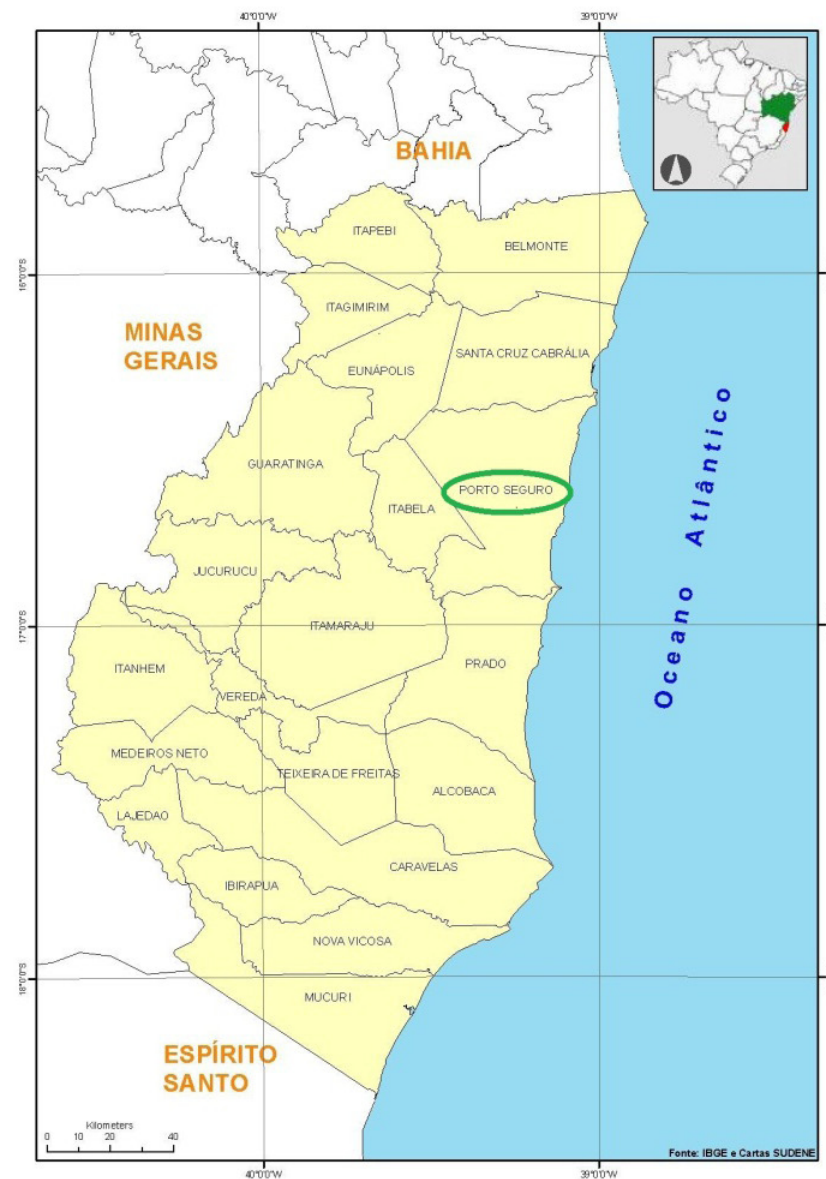 40°0'0"W
39°0'0"W
BAHIA
ITAPEBI
BELMONTE
16°0'0"S
ITAGIMIRIM
MINAS
GERAIS
SANTA CRUZ CABRÁLIA
EUNÁPOLIS
GUARATINGA
PORTO SEGURO
ITABELA
Oceano Atlântico
JUCURUCU
17°0'0"S
ITAMARAJU
ITANHEM
PRADO
VEREDA
MEDEIROS NETO
TEIXEIRA DE FREITAS
ALCOBACA
LAJEDAO
CARAVELAS
IBIRAPUA
NOVA VICOSA
18°0'0"S
MUCURI
ESPÍRITO
SANTO
Kilometers
0 10 20 40
Fonte: IBGE e Cartas SUDENE
40°0'0"W
39°0'0"W